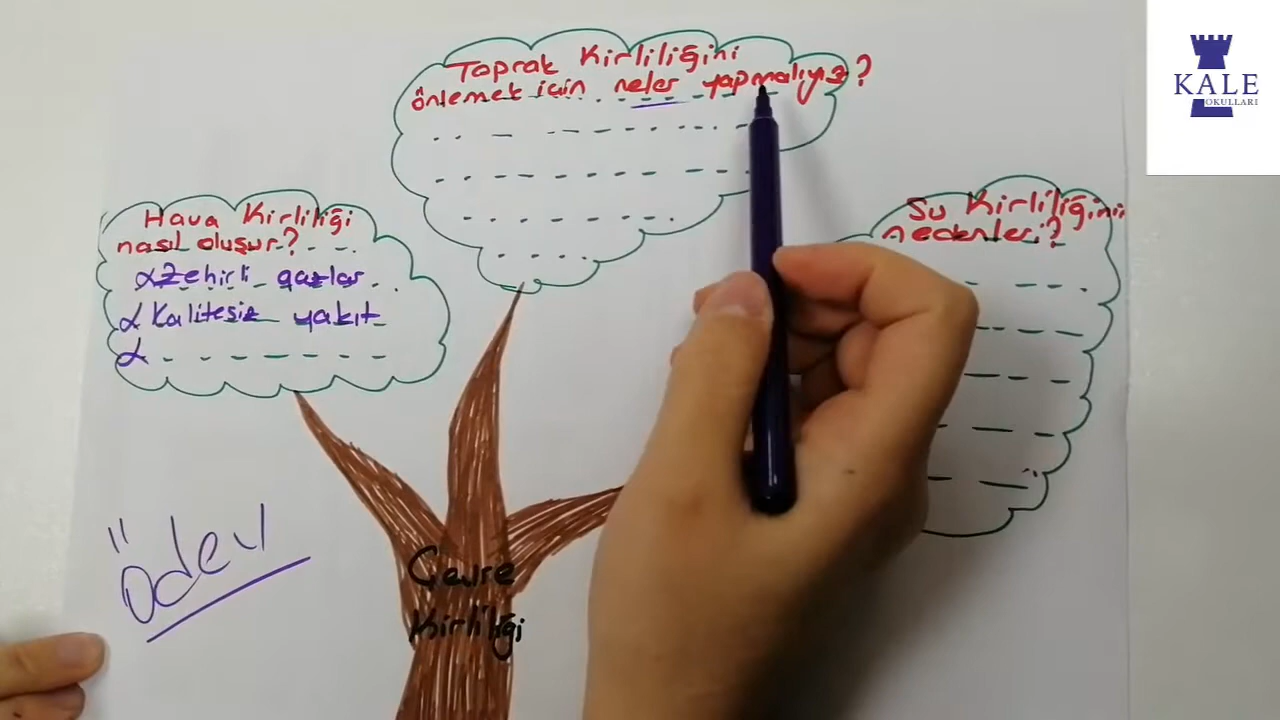 Toprak Kirliliğini
önlemek için neler yapmalıyız?
Hava Kirliliği
nasıl oluşur?
Zehirli gazlar
Kalitesiz yakıt
Su Kirliliğinin
nedenleri?
Çevre
Kirliliği
Ödev
KALE
OKULLARI